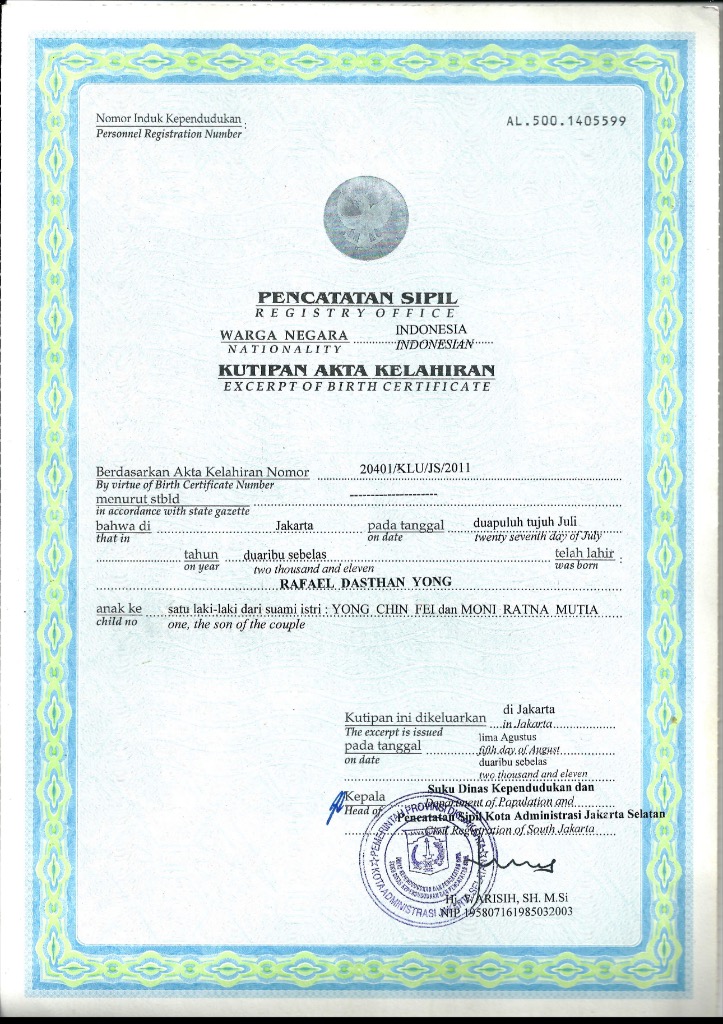 Nomor Induk Kependudukan :
Personnel Registration Number
AL.500.1405599
PENCATATAN SIPIL
REGISTRY OFFICE
WARGA NEGARA INDONESIA
NATIONALITY INDONESIAN
KUTIPAN AKTA KELAHIRAN
EXCERPT OF BIRTH CERTIFICATE
Berdasarkan Akta Kelahiran Nomor 20401/KLU/JS/2011
By virtue of Birth Certificate Number
menurut stbld ----------------------
in accordance with state gazette
bahwa di Jakarta pada tanggal duapuluh tujuh Juli
that in on date twenty seventh day of July
tahun duaribu sebelas telah lahir :
on year two thousand and eleven was born
RAFAEL DASTHAN YONG
anak ke satu laki-laki dari suami istri : YONG CHIN FEI dan MONI RATNA MUTIA
child no one, the son of the couple
Kutipan ini dikeluarkan di Jakarta
The excerpt is issued in Jakarta
pada tanggal lima Agustus
on date fifth day of August
duaribu sebelas
two thousand and eleven
Kepala Suku Dinas Kependudukan dan
Head of Department of Population and
Pencatatan Sipil Kota Administrasi Jakarta Selatan
Civil Registration of South Jakarta
PEMERINTAH PROVINSI DKI JAKARTA
KOTA ADMINISTRASI
Hj. WARISIH, SH. M.Si
NIP 195807161985032003